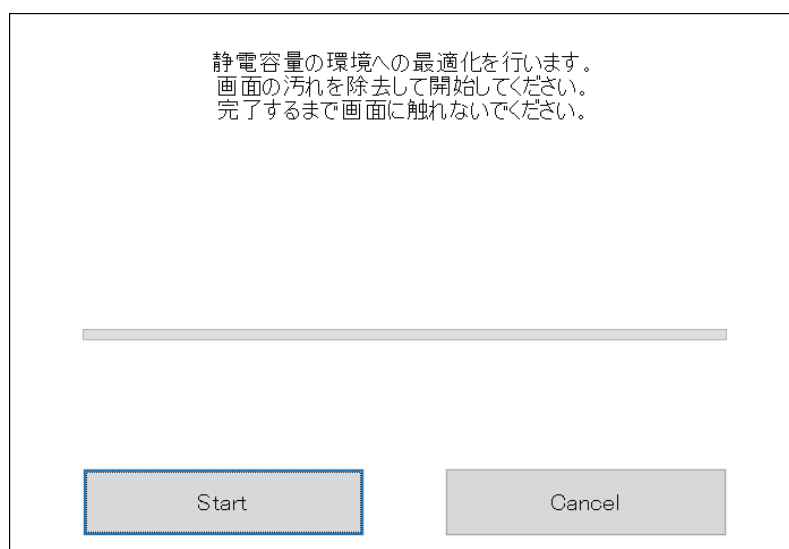 静電容量の環境への最適化を行います。
画面の汚れを除去して開始してください。
完了するまで画面に触れないでください。
Start
Cancel